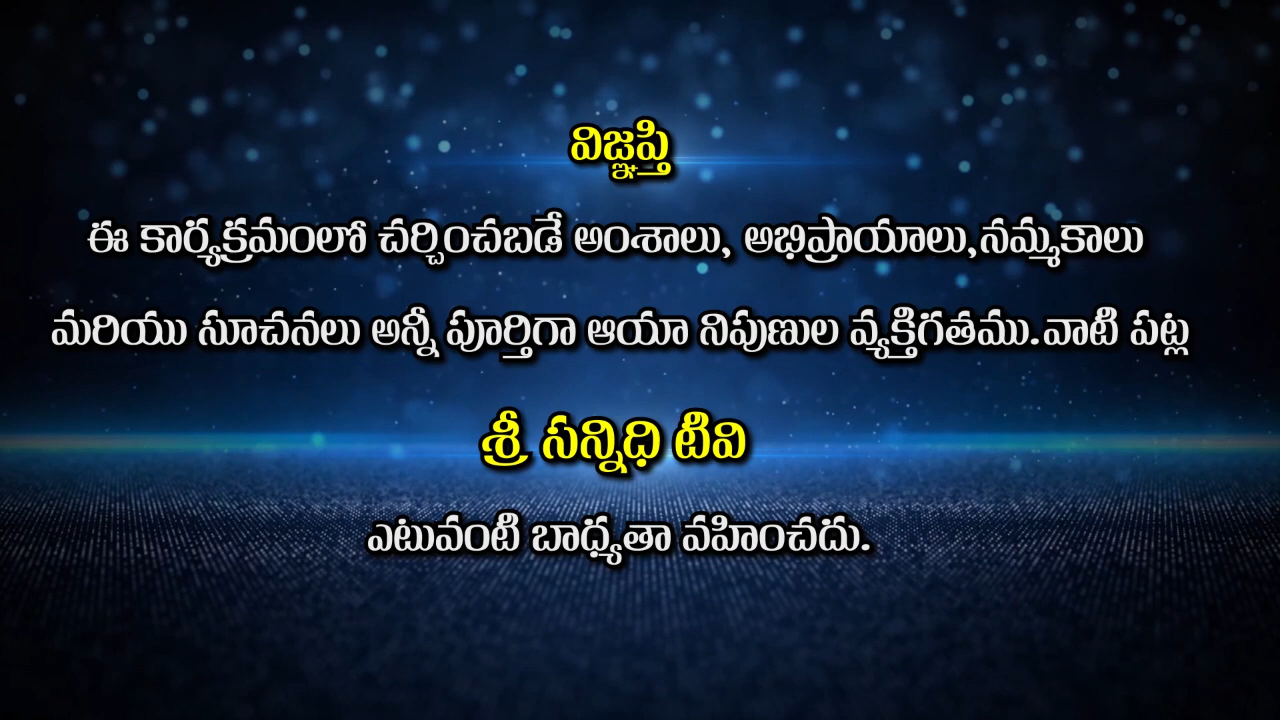 విజ్ఞప్తి
ఈ కార్యక్రమంలో చర్చించబడే అంశాలు, అభిప్రాయాలు,నమ్మకాలు
మరియు సూచనలు అన్నీ పూర్తిగా ఆయా నిపుణుల వ్యక్తిగతము.వాటి పట్ల
శ్రీ సన్నిధి టివి
ఎటువంటి బాధ్యతా వహించదు.